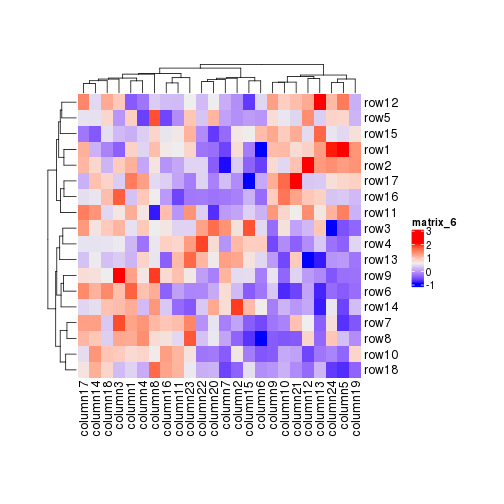 row12
row5
row15
row1
row2
row17
row16
row11
row3
row4
row13
row9
row6
row14
row7
row8
row10
row18
matrix_6
3
2
1
0
-1
column17
column14
column18
column3
column1
column4
column8
column16
column11
column23
column22
column20
column7
column2
column15
column6
column9
column10
column21
column12
column13
column24
column5
column19